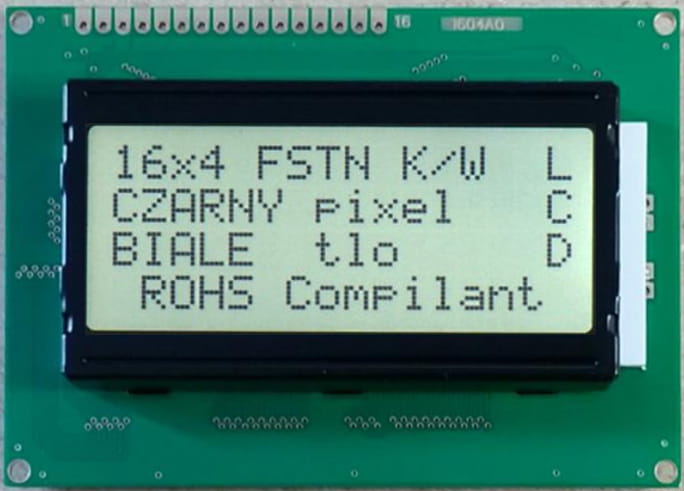 1 16 1604A0
16x4 FSTN K/W L
CZARNY pixel C
BIALE tlo D
ROHS Compilant